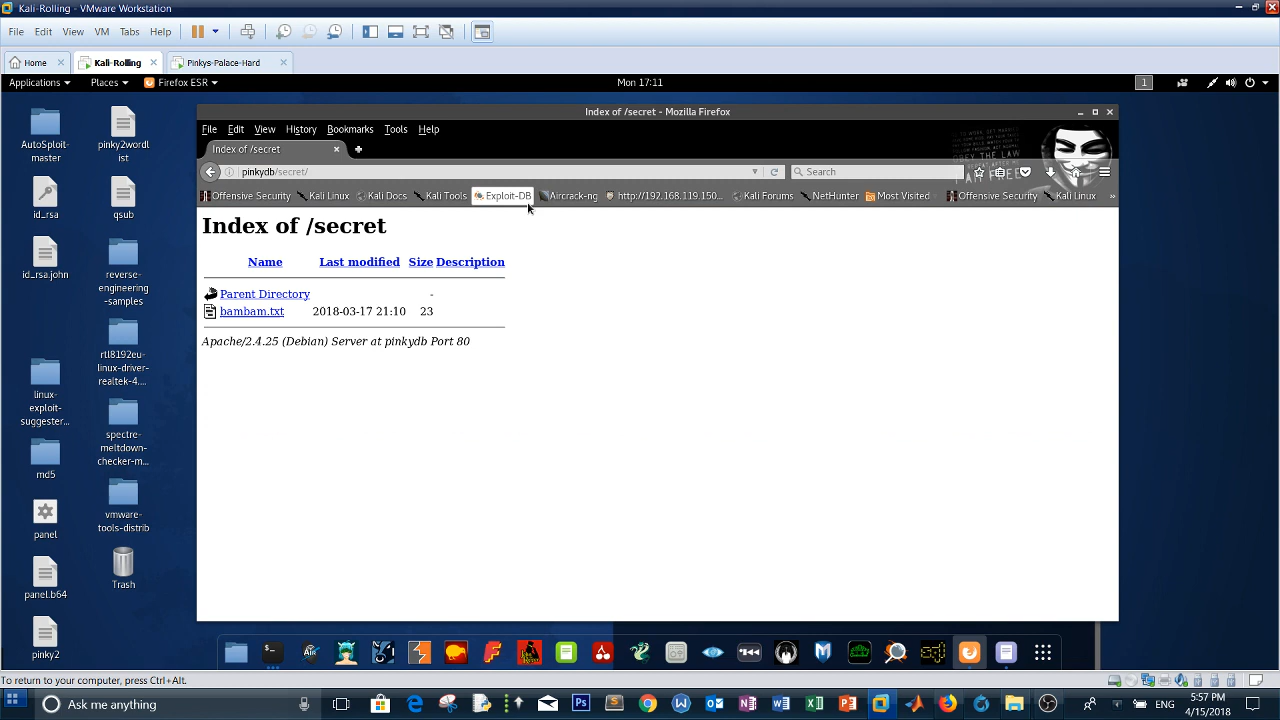 Kali-Rolling - VMware Workstation
File Edit View VM Tabs Help
Home Kali-Rolling Pinkys-Palace-Hard
Applications Places Firefox ESR Mon 17:11 1
Index of /secret - Mozilla Firefox
File Edit View History Bookmarks Tools Help
Index of /secret
pinkydb/secret/ Search
Offensive Security Kali Linux Kali Docs Kali Tools Exploit-DB Aircrack-ng http://192.168.119.150... Kali Forums NetHunter Most Visited Offensive Security Kali Linux »
Index of /secret
Name Last modified Size Description
Parent Directory -
bambam.txt 2018-03-17 21:10 23
Apache/2.4.25 (Debian) Server at pinkydb Port 80
AutoSploit-
master
pinky2wordl
ist
id_rsa
qsub
id_rsa.john
reverse-
engineering
-samples
rtl8192eu-
linux-driver-
realtek-4....
linux-
exploit-
suggester...
spectre-
meltdown-
checker-m...
md5
vmware-
tools-distrib
panel
Trash
panel.b64
pinky2
To return to your computer, press Ctrl+Alt.
Ask me anything
ENG
5:57 PM
4/15/2018